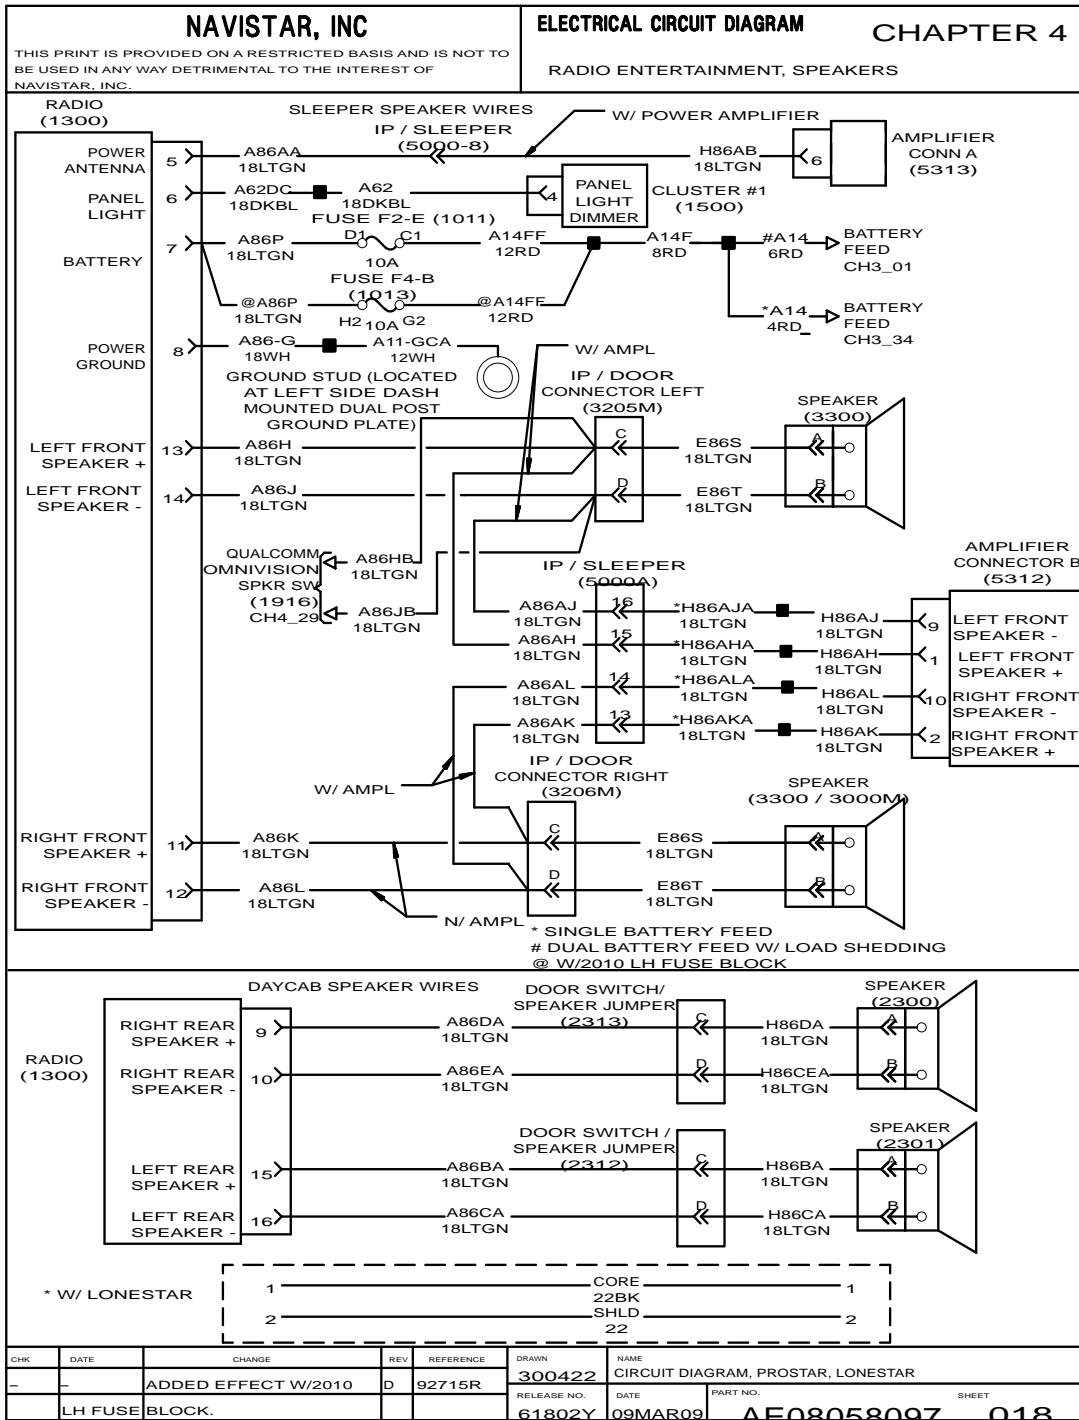 NAVISTAR, INC
THIS PRINT IS PROVIDED ON A RESTRICTED BASIS AND IS NOT TO
BE USED IN ANY WAY DETRIMENTAL TO THE INTEREST OF
NAVISTAR, INC.
ELECTRICAL CIRCUIT DIAGRAM
CHAPTER 4
RADIO ENTERTAINMENT, SPEAKERS
RADIO
(1300)
SLEEPER SPEAKER WIRES
IP / SLEEPER
(5000-8)
W/ POWER AMPLIFIER
POWER
ANTENNA
5
A86AA
18LTGN
H86AB
18LTGN
6
AMPLIFIER
CONN A
(5313)
PANEL
LIGHT
6
A62DC
18DKBL
A62
18DKBL
4
PANEL
LIGHT
DIMMER
CLUSTER #1
(1500)
FUSE F2-E (1011)
BATTERY
7
A86P
18LTGN
D1
C1
10A
A14FF
12RD
A14F
8RD
#A14
6RD
BATTERY
FEED
CH3_01
FUSE F4-B
(1013)
@A86P
18LTGN
H2
10A
G2
@A14FF
12RD
*A14
4RD_
BATTERY
FEED
CH3_34
POWER
GROUND
8
A86-G
18WH
A11-GCA
12WH
GROUND STUD (LOCATED
AT LEFT SIDE DASH
MOUNTED DUAL POST
GROUND PLATE)
W/ AMPL
IP / DOOR
CONNECTOR LEFT
(3205M)
SPEAKER
(3300)
LEFT FRONT
SPEAKER +
13
A86H
18LTGN
C
E86S
18LTGN
A
LEFT FRONT
SPEAKER -
14
A86J
18LTGN
D
E86T
18LTGN
B
QUALCOMM
OMNIVISION
SPKR SW
(1916)
CH4_29
A86HB
18LTGN
A86JB
18LTGN
IP / SLEEPER
(5000A)
AMPLIFIER
CONNECTOR B
(5312)
A86AJ
18LTGN
16
*H86AJA
18LTGN
H86AJ
18LTGN
9
LEFT FRONT
SPEAKER -
A86AH
18LTGN
15
*H86AHA
18LTGN
H86AH
18LTGN
1
LEFT FRONT
SPEAKER +
A86AL
18LTGN
14
*H86ALA
18LTGN
H86AL
18LTGN
10
RIGHT FRONT
SPEAKER -
A86AK
18LTGN
13
*H86AKA
18LTGN
H86AK
18LTGN
2
RIGHT FRONT
SPEAKER +
W/ AMPL
IP / DOOR
CONNECTOR RIGHT
(3206M)
SPEAKER
(3300 / 3000M)
RIGHT FRONT
SPEAKER +
11
A86K
18LTGN
C
E86S
18LTGN
A
RIGHT FRONT
SPEAKER -
12
A86L
18LTGN
D
E86T
18LTGN
B
N/ AMPL
* SINGLE BATTERY FEED
# DUAL BATTERY FEED W/ LOAD SHEDDING
@ W/2010 LH FUSE BLOCK
DAYCAB SPEAKER WIRES
RADIO
(1300)
DOOR SWITCH/
SPEAKER JUMPER
(2313)
SPEAKER
(2300)
RIGHT REAR
SPEAKER +
9
A86DA
18LTGN
C
H86DA
18LTGN
A
RIGHT REAR
SPEAKER -
10
A86EA
18LTGN
D
H86CEA
18LTGN
B
DOOR SWITCH /
SPEAKER JUMPER
(2312)
SPEAKER
(2301)
LEFT REAR
SPEAKER +
15
A86BA
18LTGN
C
H86BA
18LTGN
A
LEFT REAR
SPEAKER -
16
A86CA
18LTGN
D
H86CA
18LTGN
B
* W/ LONESTAR
1
CORE
22BK
1
2
SHLD
22
2
CHK
DATE
CHANGE
REV
REFERENCE
DRAWN
NAME
–
–
ADDED EFFECT W/2010
D
92715R
300422
CIRCUIT DIAGRAM, PROSTAR, LONESTAR
LH FUSE BLOCK.
RELEASE NO.
DATE
PART NO.
SHEET
61802Y
09MAR09
AE08058097
018